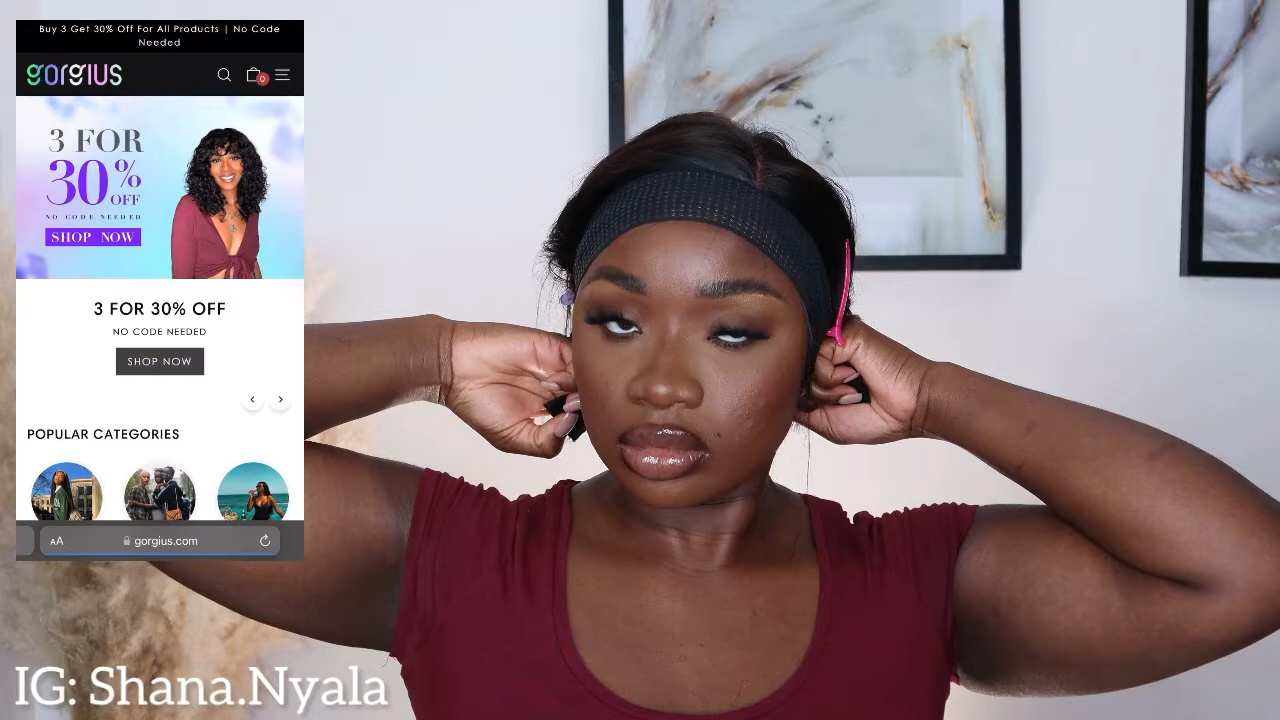 Buy 3 Get 30% Off For All Products | No Code
Needed
gorgius
0
3 FOR
30%
OFF
NO CODE NEEDED
SHOP NOW
3 FOR 30% OFF
NO CODE NEEDED
SHOP NOW
POPULAR CATEGORIES
AA
gorgius.com
IG: Shana.Nyala